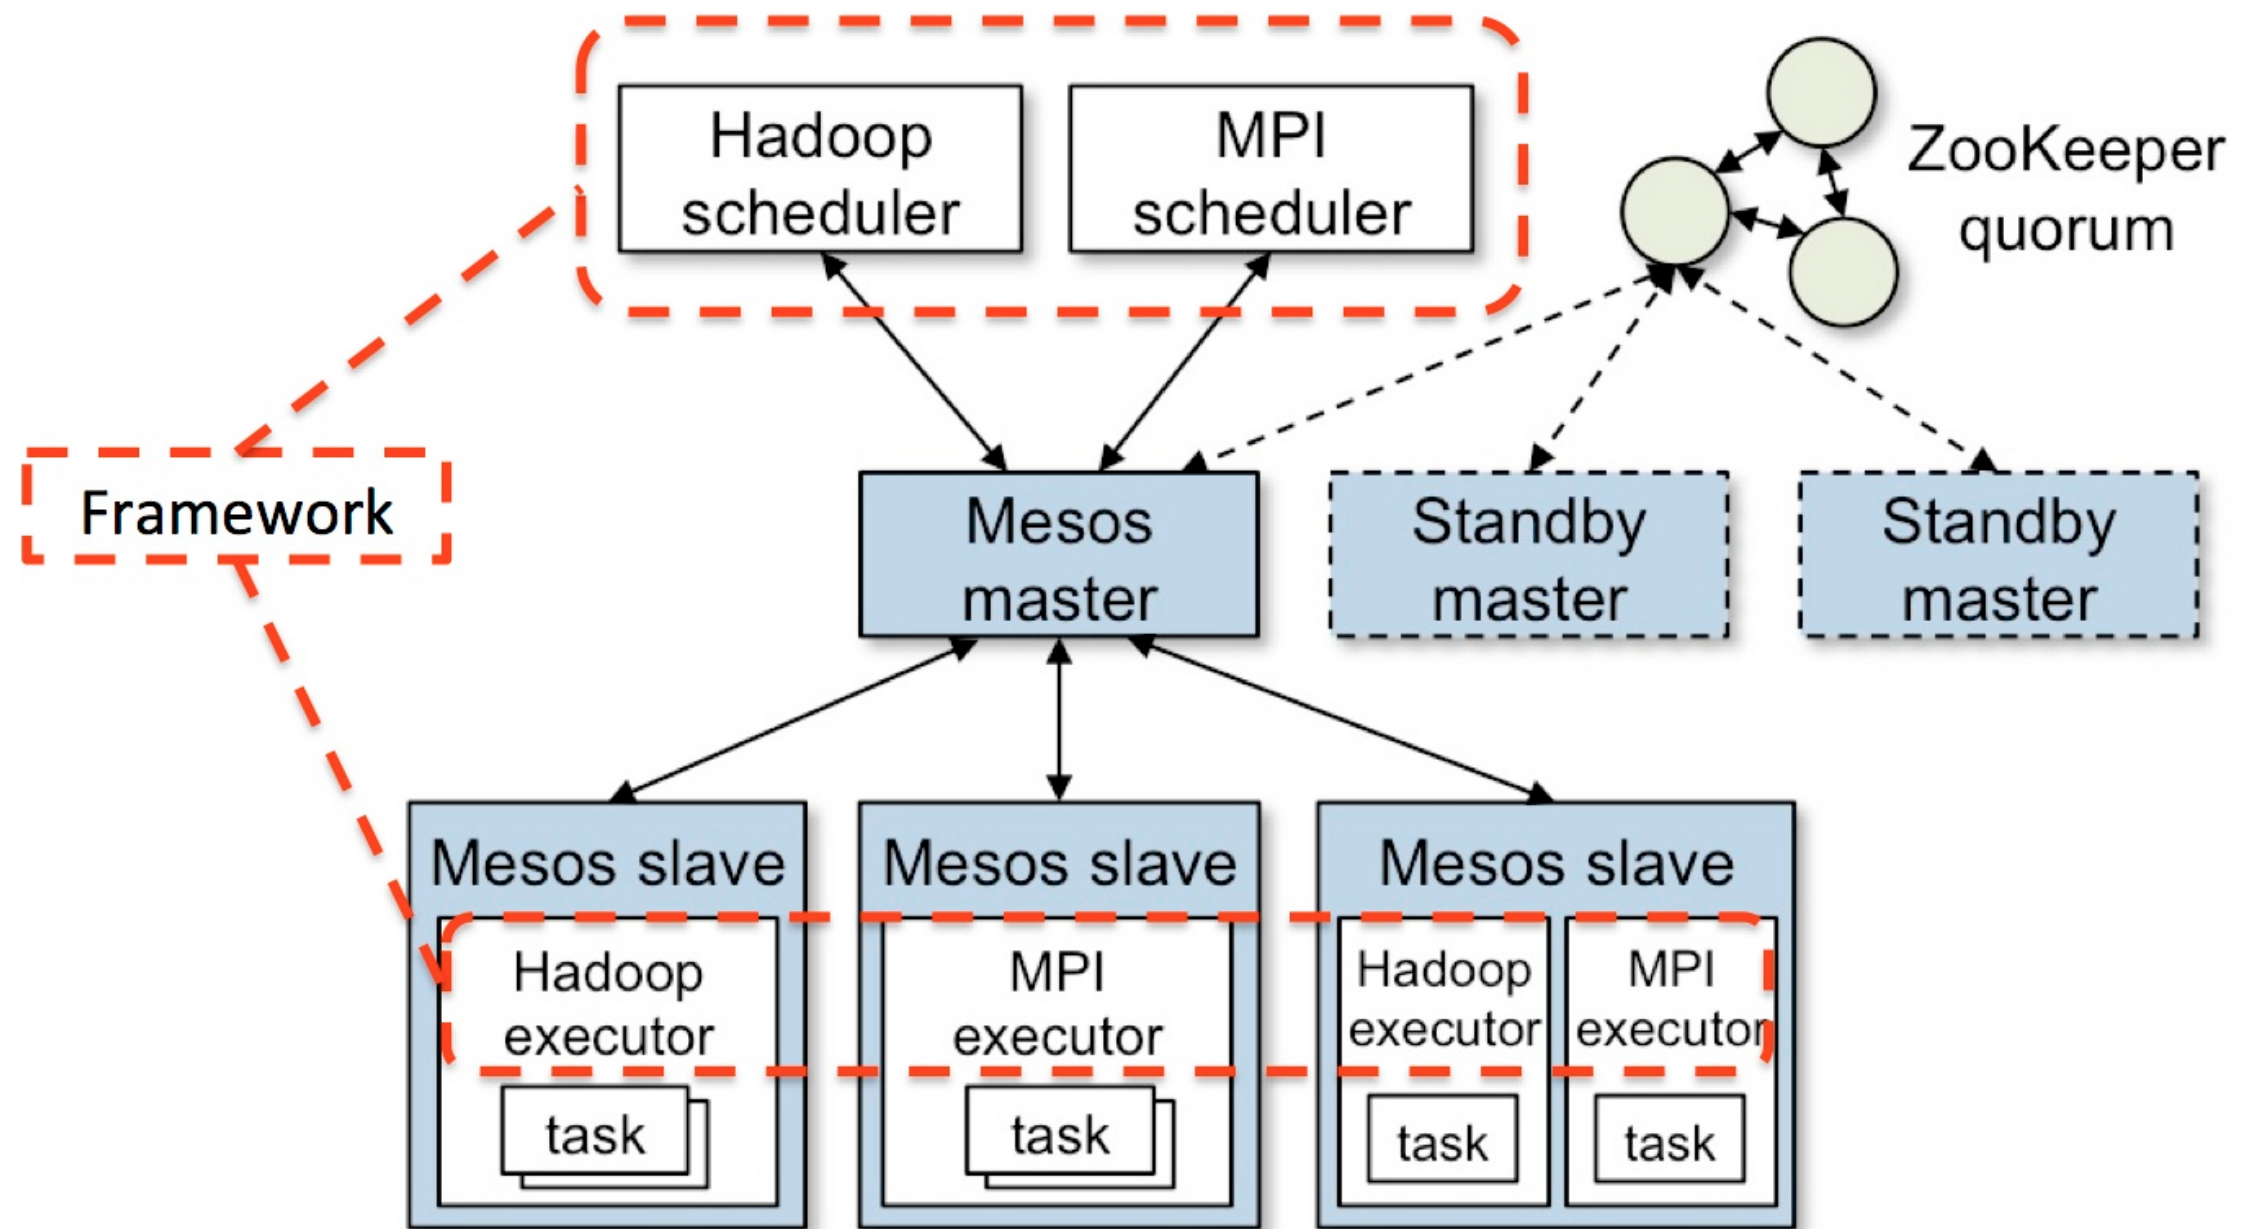 Hadoop
scheduler
MPI
scheduler
ZooKeeper
quorum
Framework
Mesos
master
Standby
master
Standby
master
Mesos slave
Hadoop
executor
task
Mesos slave
MPI
executor
task
Mesos slave
Hadoop
executor
task
MPI
executor
task